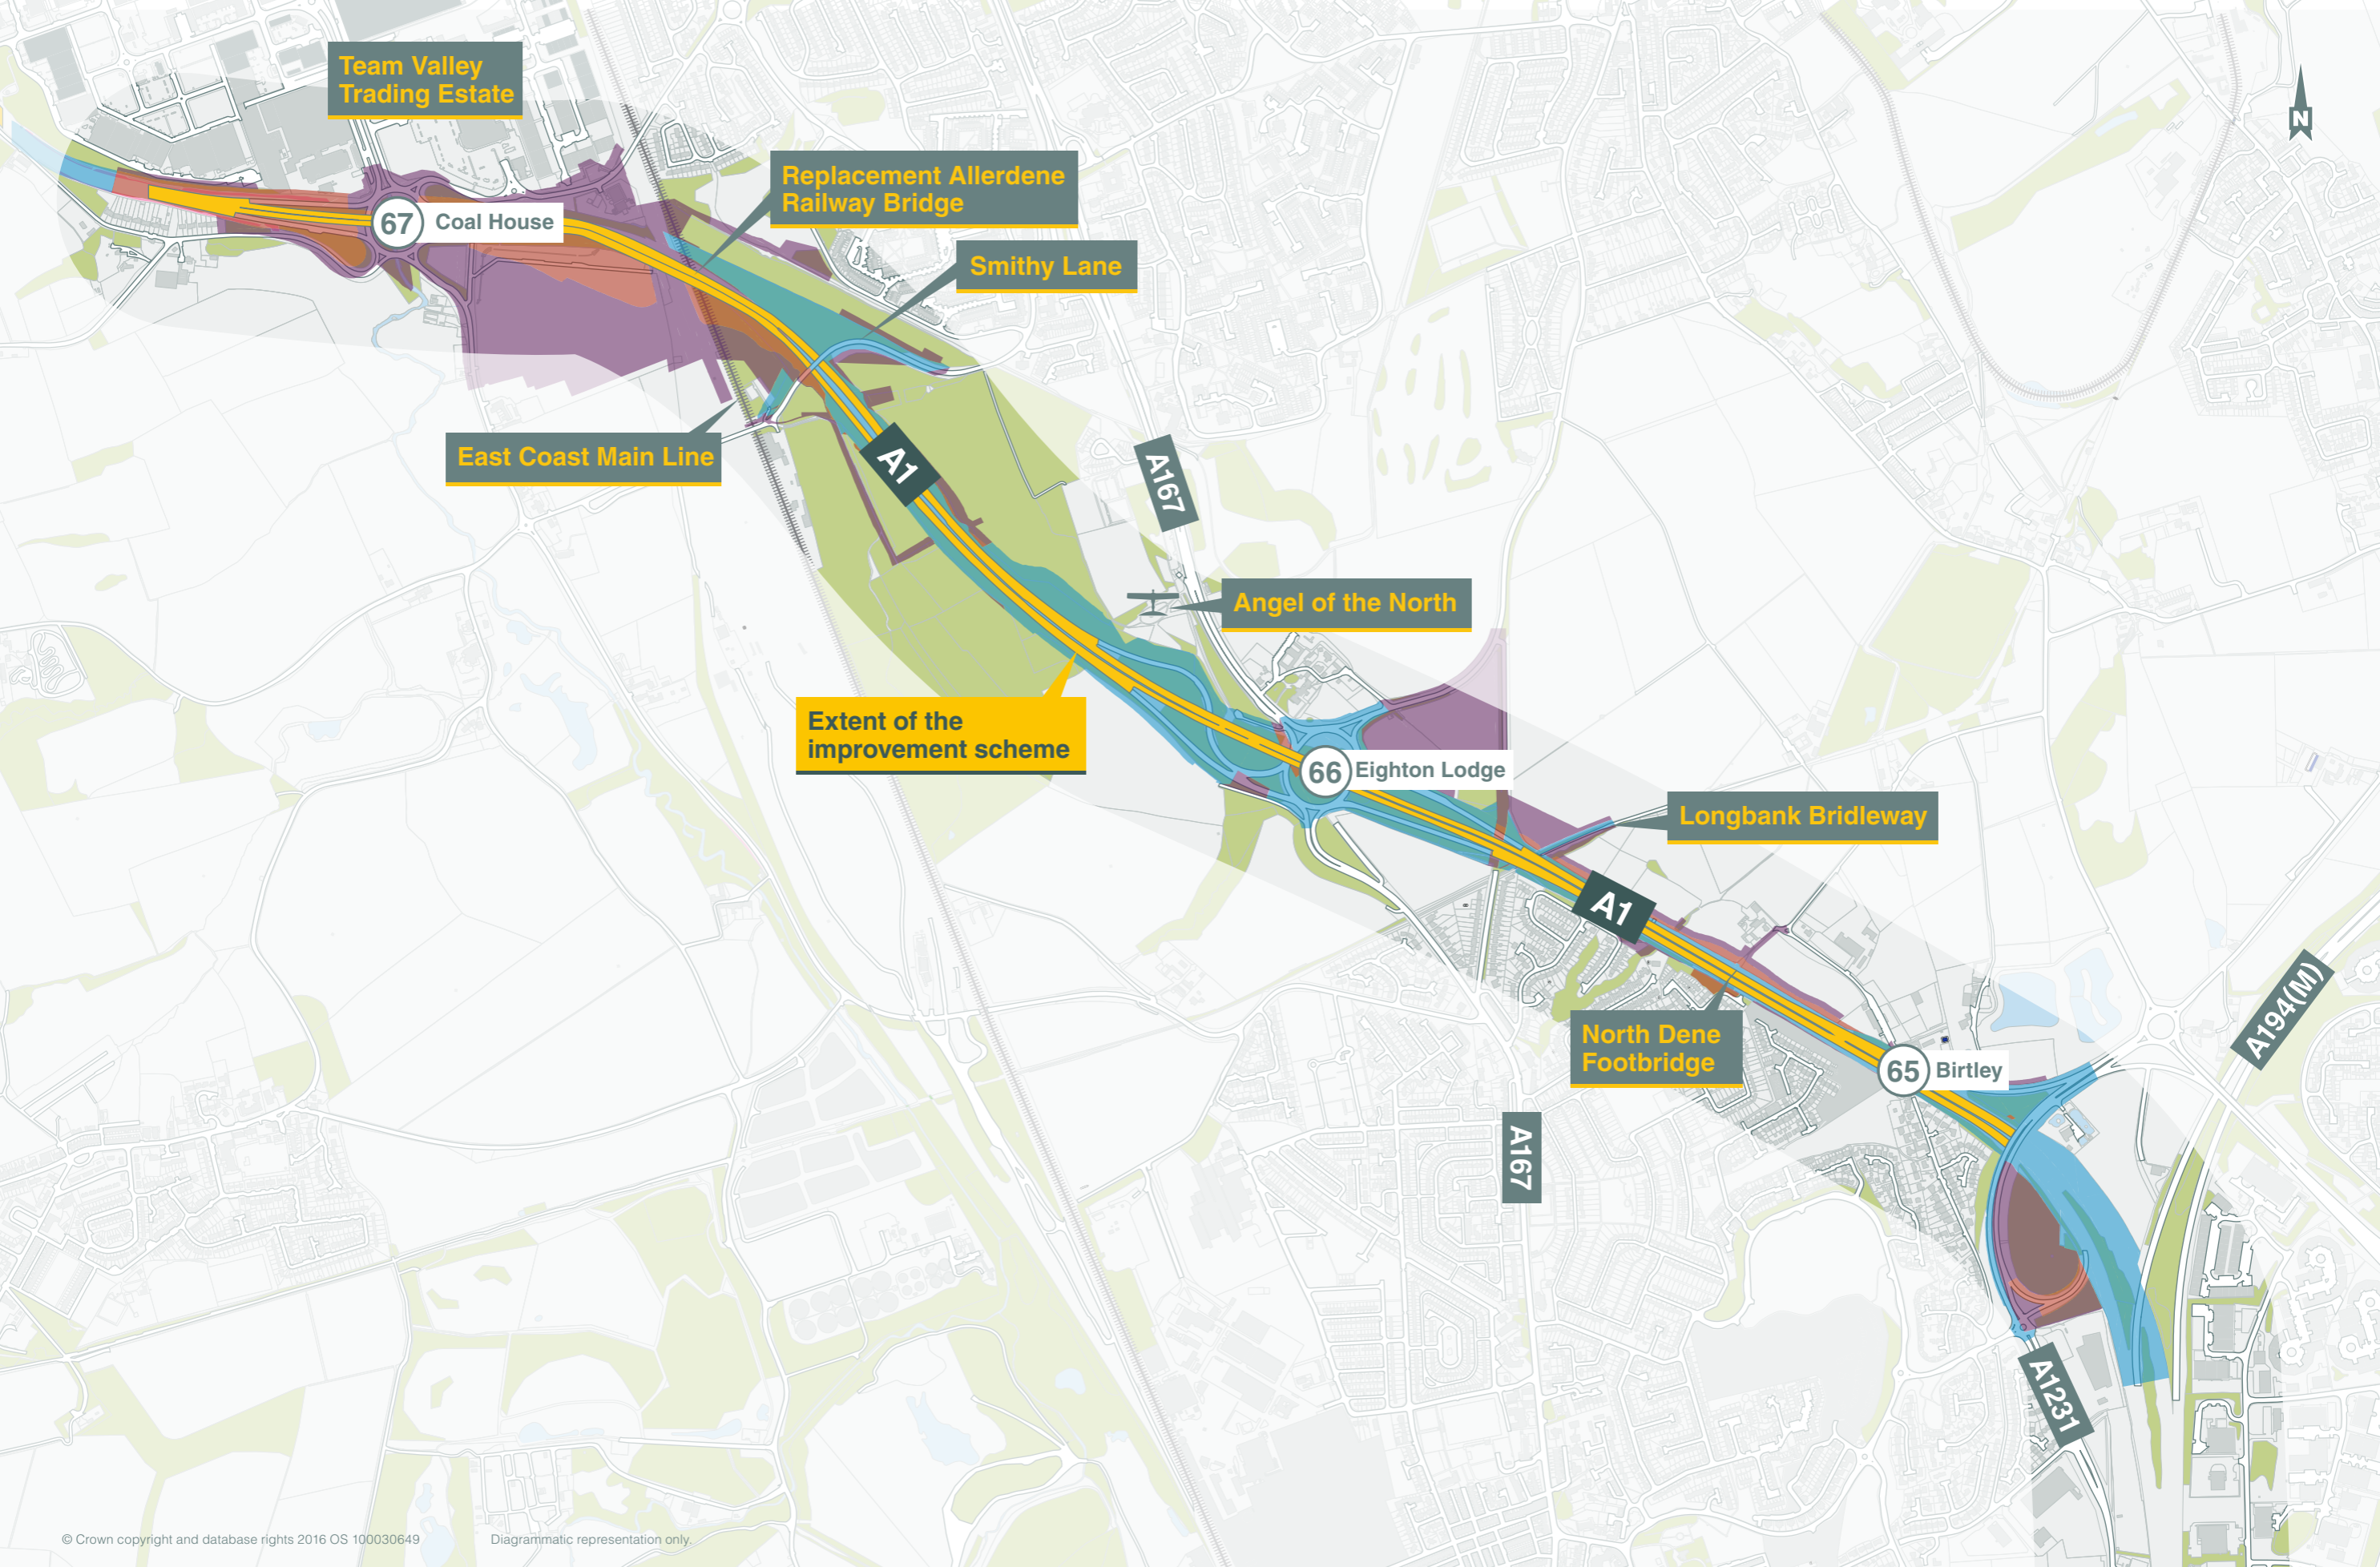 Team Valley
Trading Estate
N
Replacement Allerdene
Railway Bridge
67
Coal House
Smithy Lane
East Coast Main Line
A1
A167
Angel of the North
Extent of the
improvement scheme
66
Eighton Lodge
Longbank Bridleway
A1
A194(M)
North Dene
Footbridge
65
Birtley
A167
A1231
© Crown copyright and database rights 2016 OS 100030649
Diagrammatic representation only.